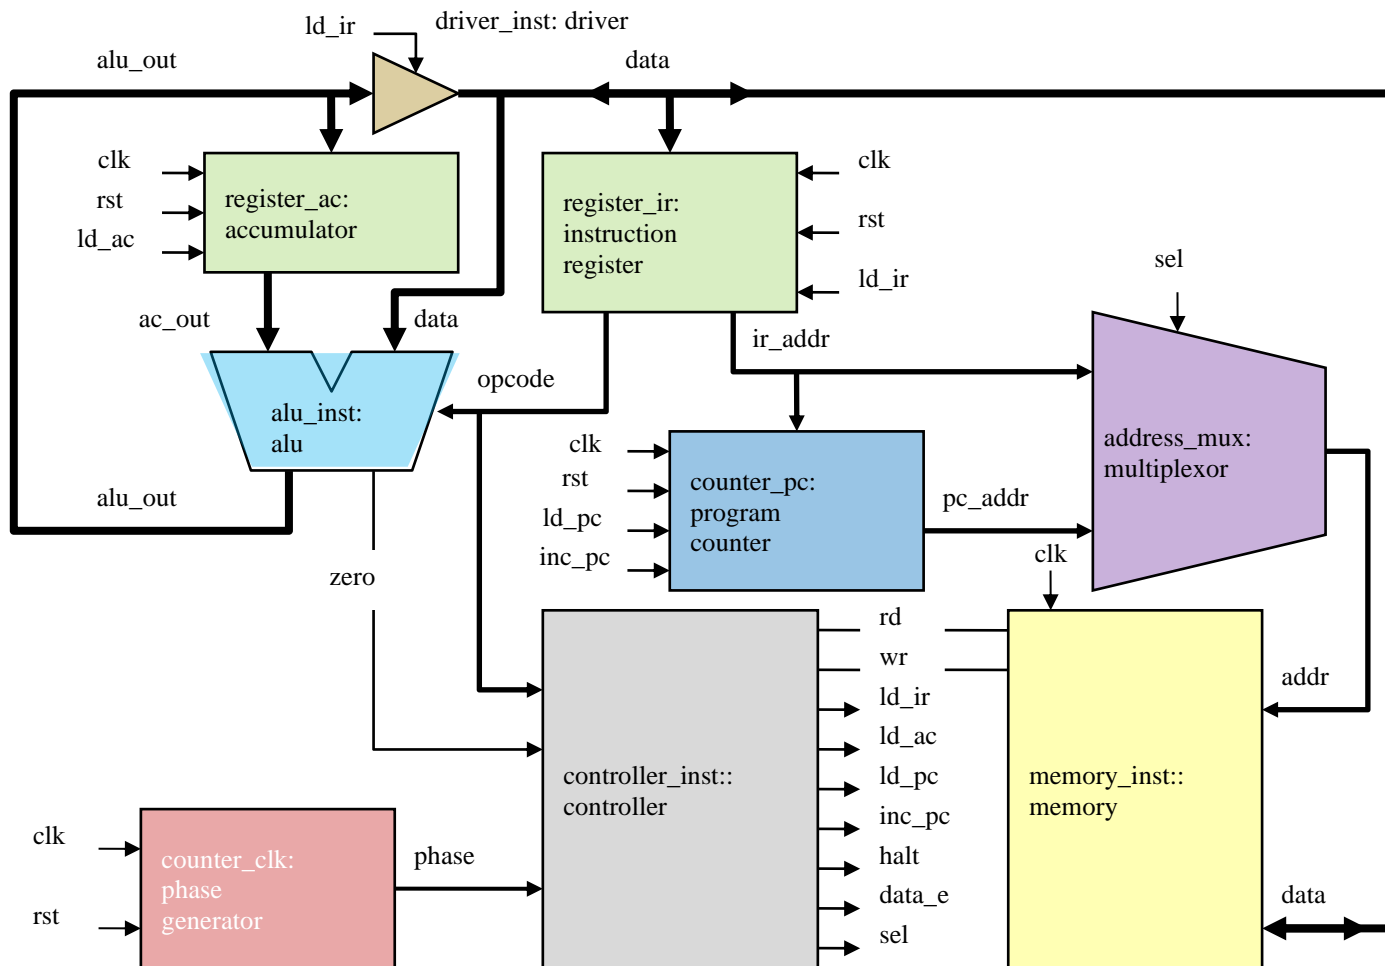 ld_ir
driver_inst: driver
alu_out
data
clk
rst
ld_ac
register_ac:
accumulator
register_ir:
instruction
register
clk
rst
ld_ir
sel
ac_out
data
ir_addr
opcode
alu_inst:
alu
address_mux:
multiplexor
clk
rst
ld_pc
inc_pc
counter_pc:
program
counter
pc_addr
alu_out
zero
clk
rd
wr
ld_ir
ld_ac
ld_pc
inc_pc
halt
data_e
sel
addr
controller_inst::
controller
memory_inst::
memory
clk
rst
counter_clk:
phase
generator
phase
data